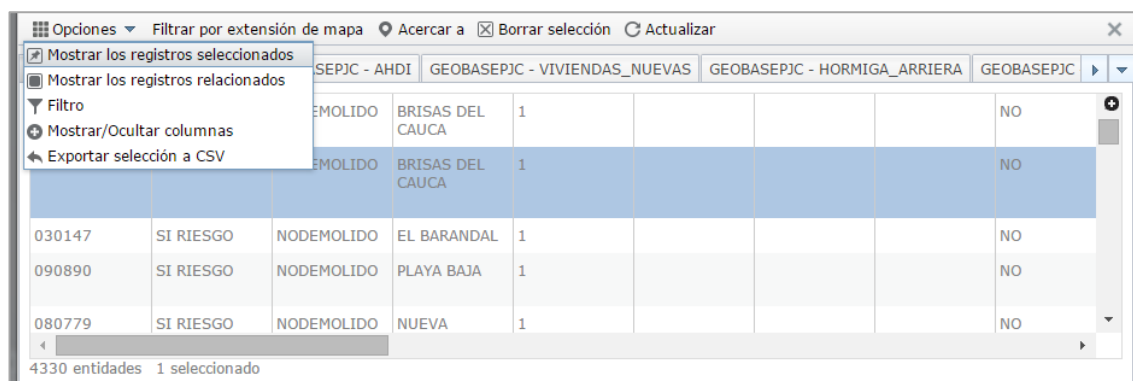 Opciones Filtrar por extensión de mapa Acercar a Borrar selección Actualizar
Mostrar los registros seleccionados
Mostrar los registros relacionados
Filtro
Mostrar/Ocultar columnas
Exportar selección a CSV
SEPJC - AHDI GEOBASEPJC - VIVIENDAS_NUEVAS GEOBASEPJC - HORMIGA_ARRIERA GEOBASEPJC
EMOLIDO BRISAS DEL CAUCA 1 NO
EMOLIDO BRISAS DEL CAUCA 1 NO
030147 SI RIESGO NODEMOLIDO EL BARANDAL 1 NO
090890 SI RIESGO NODEMOLIDO PLAYA BAJA 1 NO
080779 SI RIESGO NODEMOLIDO NUEVA 1 NO
4330 entidades 1 seleccionado